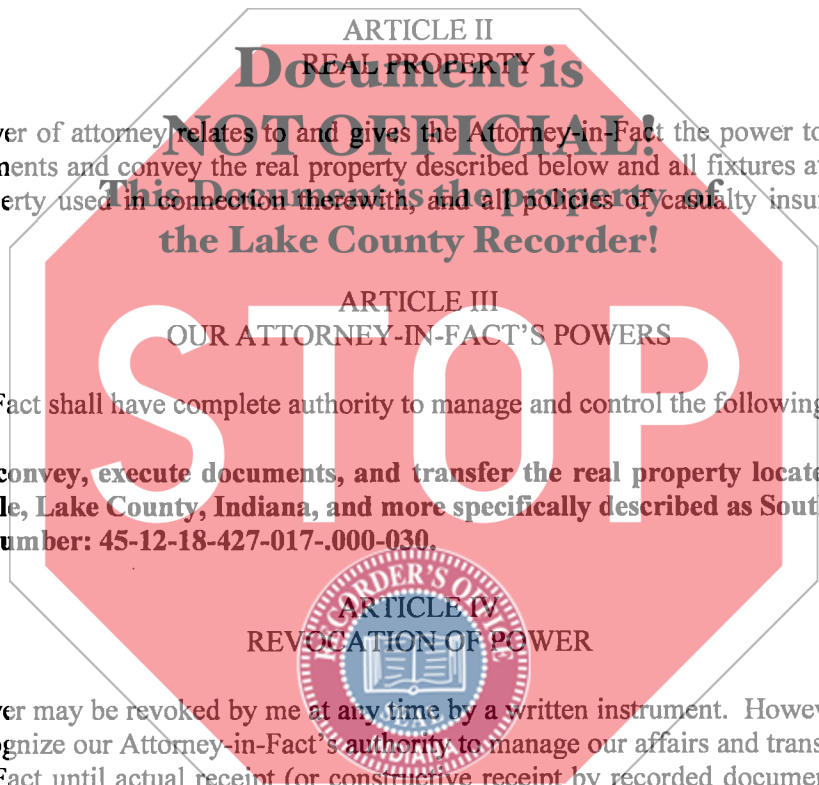 ARTICLE II
REAL PROPERTY
Document is
NOT OFFICIAL!
This Document is the property of
the Lake County Recorder!
er of attorney relates to and gives the Attorney-in-Fact the power to
ents and convey the real property described below and all fixtures a
erty used in connection therewith, and all policies of casualty insu
ARTICLE III
OUR ATTORNEY-IN-FACT'S POWERS
STOP
Fact shall have complete authority to manage and control the following
convey, execute documents, and transfer the real property locate
le, Lake County, Indiana, and more specifically described as Sout
umber: 45-12-18-427-017-.000-030.
ARTICLE IV
REVOCATION OF POWER
RECORDER'S OFFICE
SEAL
INDIANA
er may be revoked by me at any time by a written instrument. Howev
gnize our Attorney-in-Fact's authority to manage our affairs and trans
Fact until actual receipt (or constructive receipt by recorded documen